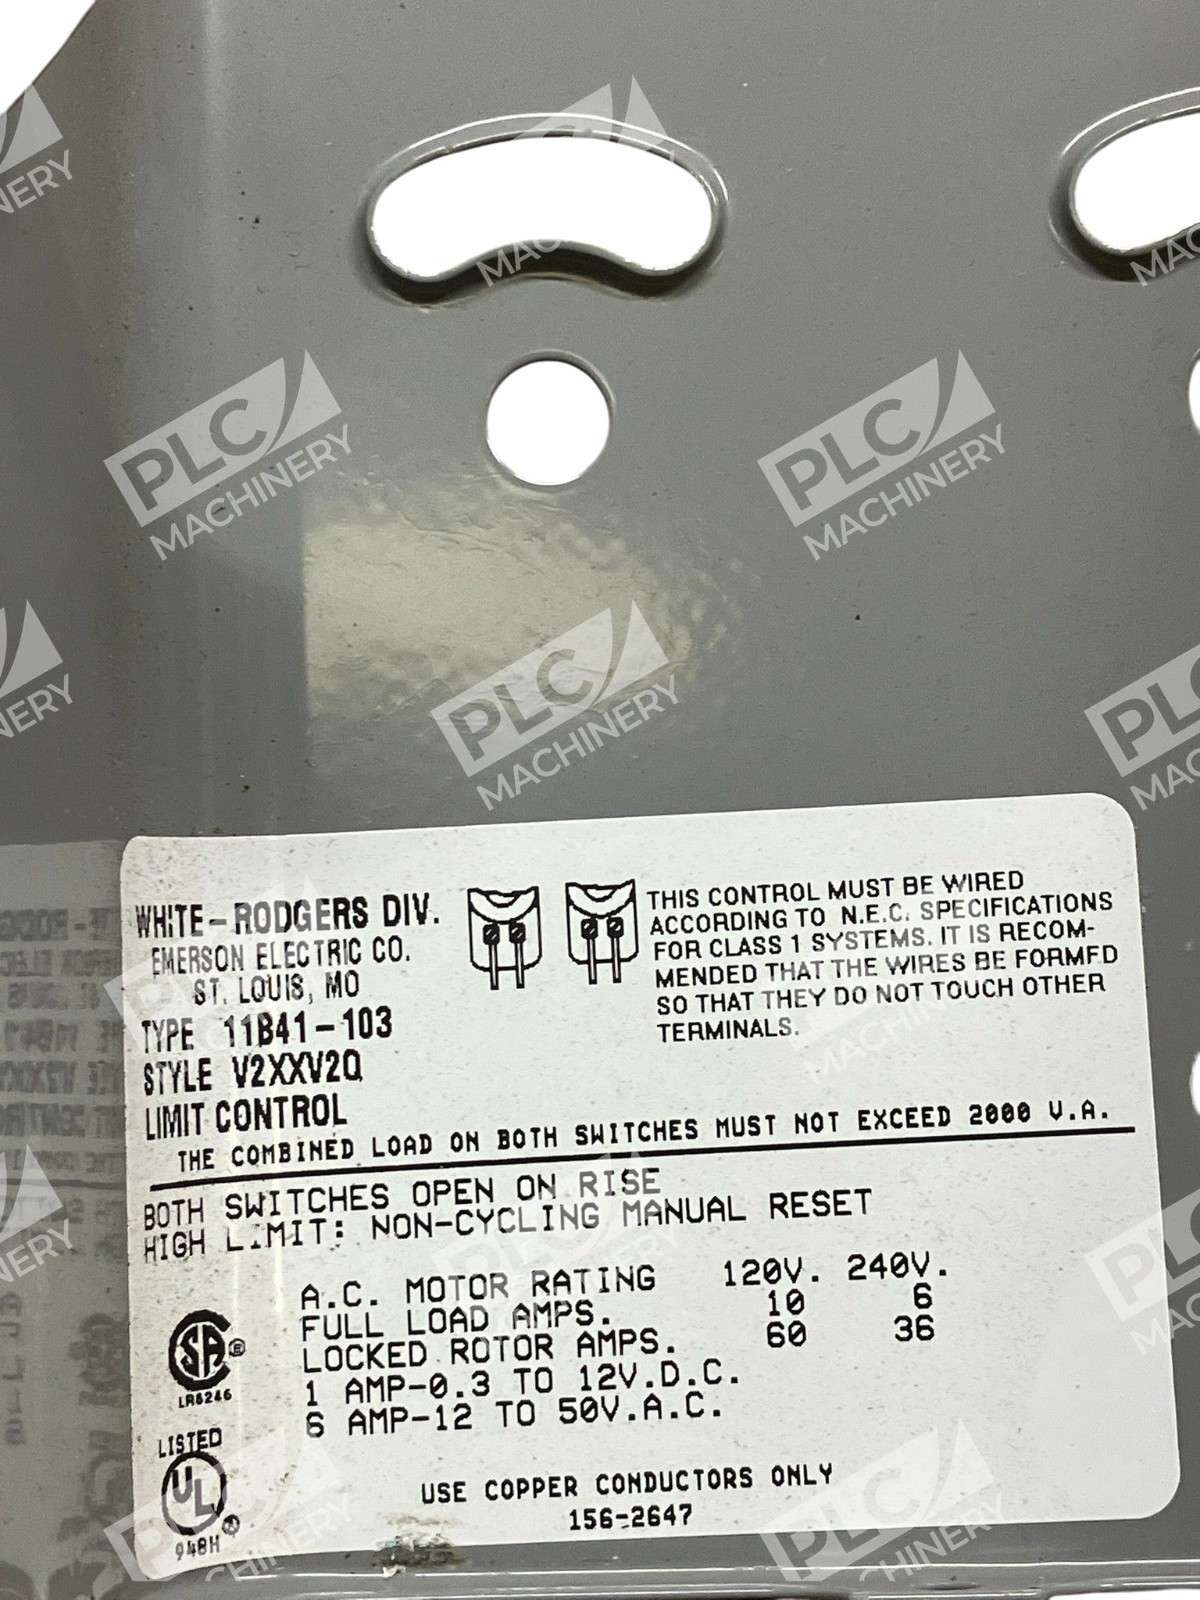 WHITE-RODGERS DIV.
EMERSON ELECTRIC CO.
ST. LOUIS, MO
TYPE 11B41-103
STYLE V2XXV2Q
LIMIT CONTROL
THIS CONTROL MUST BE WIRED
ACCORDING TO N.E.C. SPECIFICATIONS
FOR CLASS 1 SYSTEMS. IT IS RECOM-
MENDED THAT THE WIRES BE FORMED
SO THAT THEY DO NOT TOUCH OTHER
TERMINALS.
THE COMBINED LOAD ON BOTH SWITCHES MUST NOT EXCEED 2000 V.A.
BOTH SWITCHES OPEN ON RISE
HIGH LIMIT: NON-CYCLING MANUAL RESET
A.C. MOTOR RATING 120V. 240V.
FULL LOAD AMPS. 10 6
LOCKED ROTOR AMPS. 60 36
1 AMP-0.3 TO 12V.D.C.
6 AMP-12 TO 50V.A.C.
SA ®
LR6246
LISTED
UL
948H
USE COPPER CONDUCTORS ONLY
156-2647
PLC MACHINERY